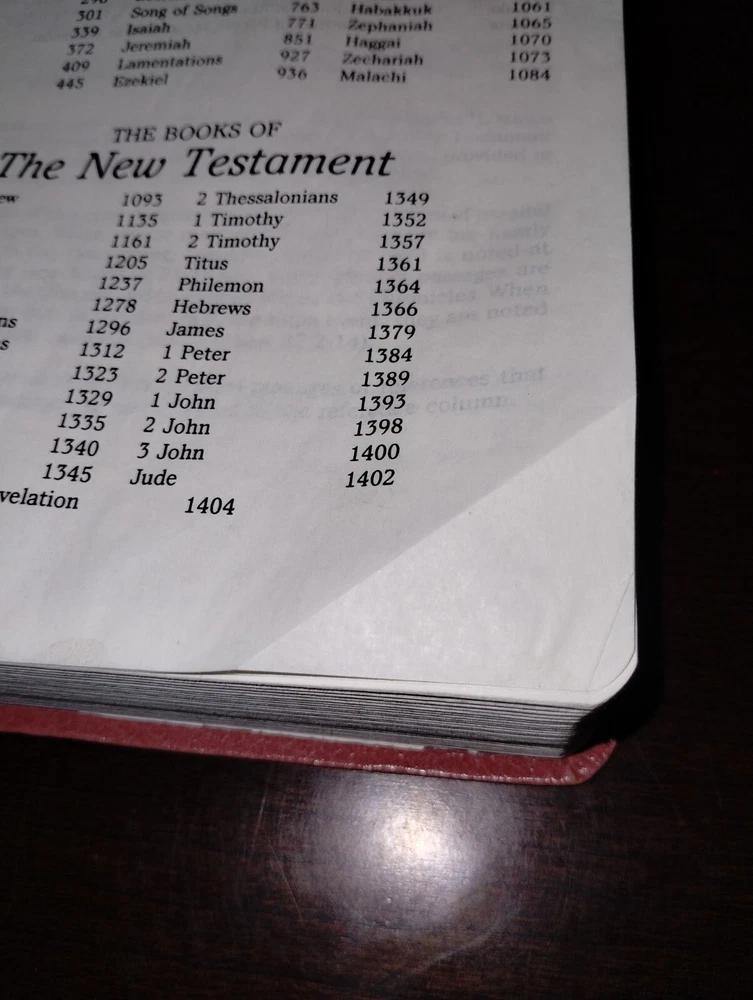 301 Song of Songs 763 Habakkuk 1061
339 Isaiah 771 Zephaniah 1065
372 Jeremiah 851 Haggai 1070
409 Lamentations 927 Zechariah 1073
445 Ezekiel 936 Malachi 1084
THE BOOKS OF
The New Testament
ew 1093 2 Thessalonians 1349
1135 1 Timothy 1352
1161 2 Timothy 1357
1205 Titus 1361
1237 Philemon 1364
1278 Hebrews 1366
ns 1296 James 1379
s 1312 1 Peter 1384
1323 2 Peter 1389
1329 1 John 1393
1335 2 John 1398
1340 3 John 1400
1345 Jude 1402
velation 1404